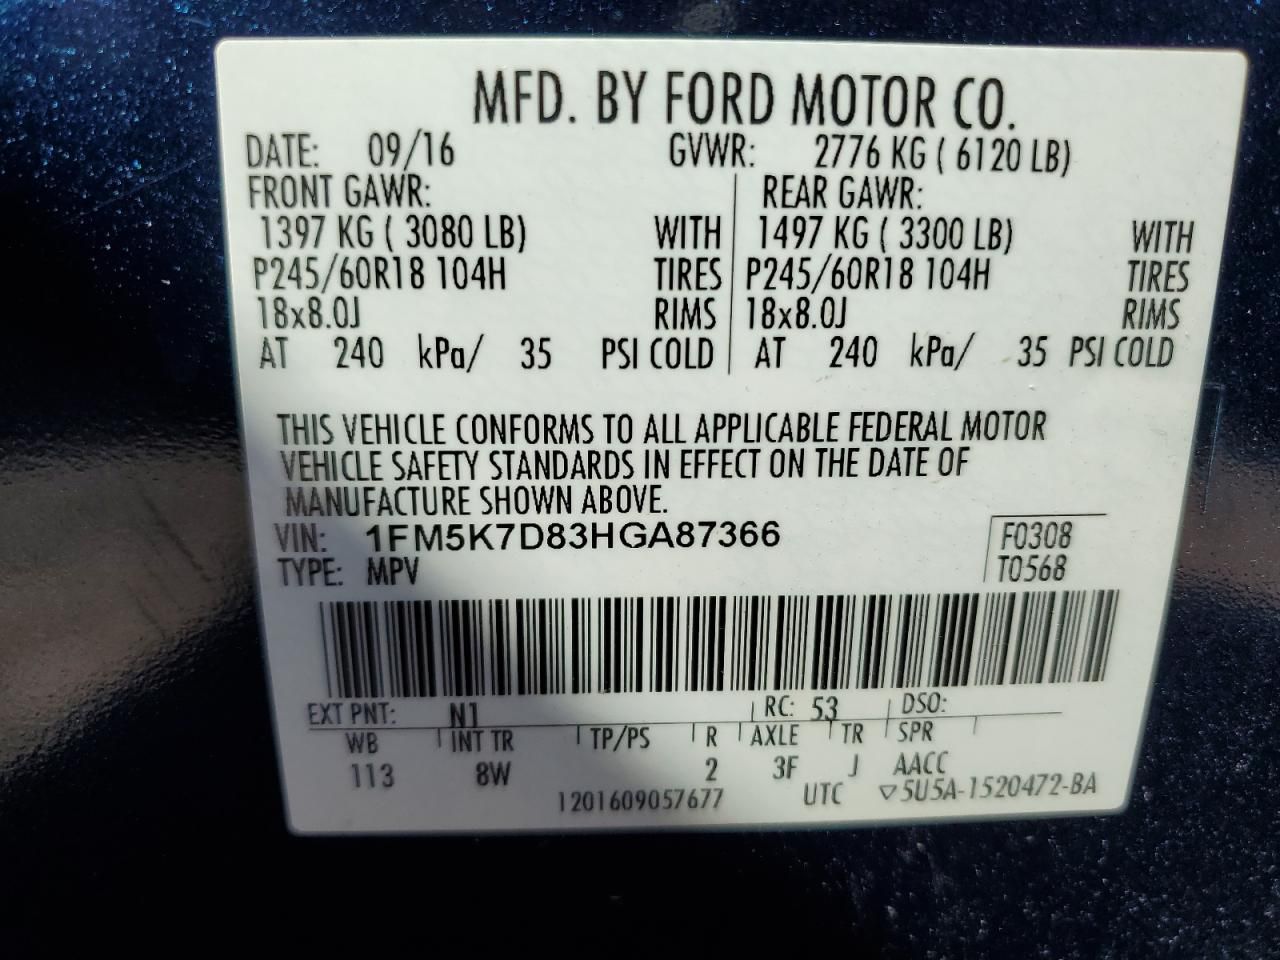 MFD. BY FORD MOTOR CO.
DATE: 09/16 GVWR: 2776 KG ( 6120 LB)
FRONT GAWR: REAR GAWR:
1397 KG ( 3080 LB) WITH 1497 KG ( 3300 LB) WITH
P245/60R18 104H TIRES P245/60R18 104H TIRES
18x8.0J RIMS 18x8.0J RIMS
AT 240 kPa/ 35 PSI COLD AT 240 kPa/ 35 PSI COLD
THIS VEHICLE CONFORMS TO ALL APPLICABLE FEDERAL MOTOR
VEHICLE SAFETY STANDARDS IN EFFECT ON THE DATE OF
MANUFACTURE SHOWN ABOVE.
VIN: 1FM5K7D83HGA87366 F0308
TYPE: MPV T0568
EXT PNT: N1 RC: 53 DSO:
WB INT TR TP/PS R AXLE TR SPR
113 8W 2 3F J AACC
1201609057677 UTC ▽5U5A-1520472-BA